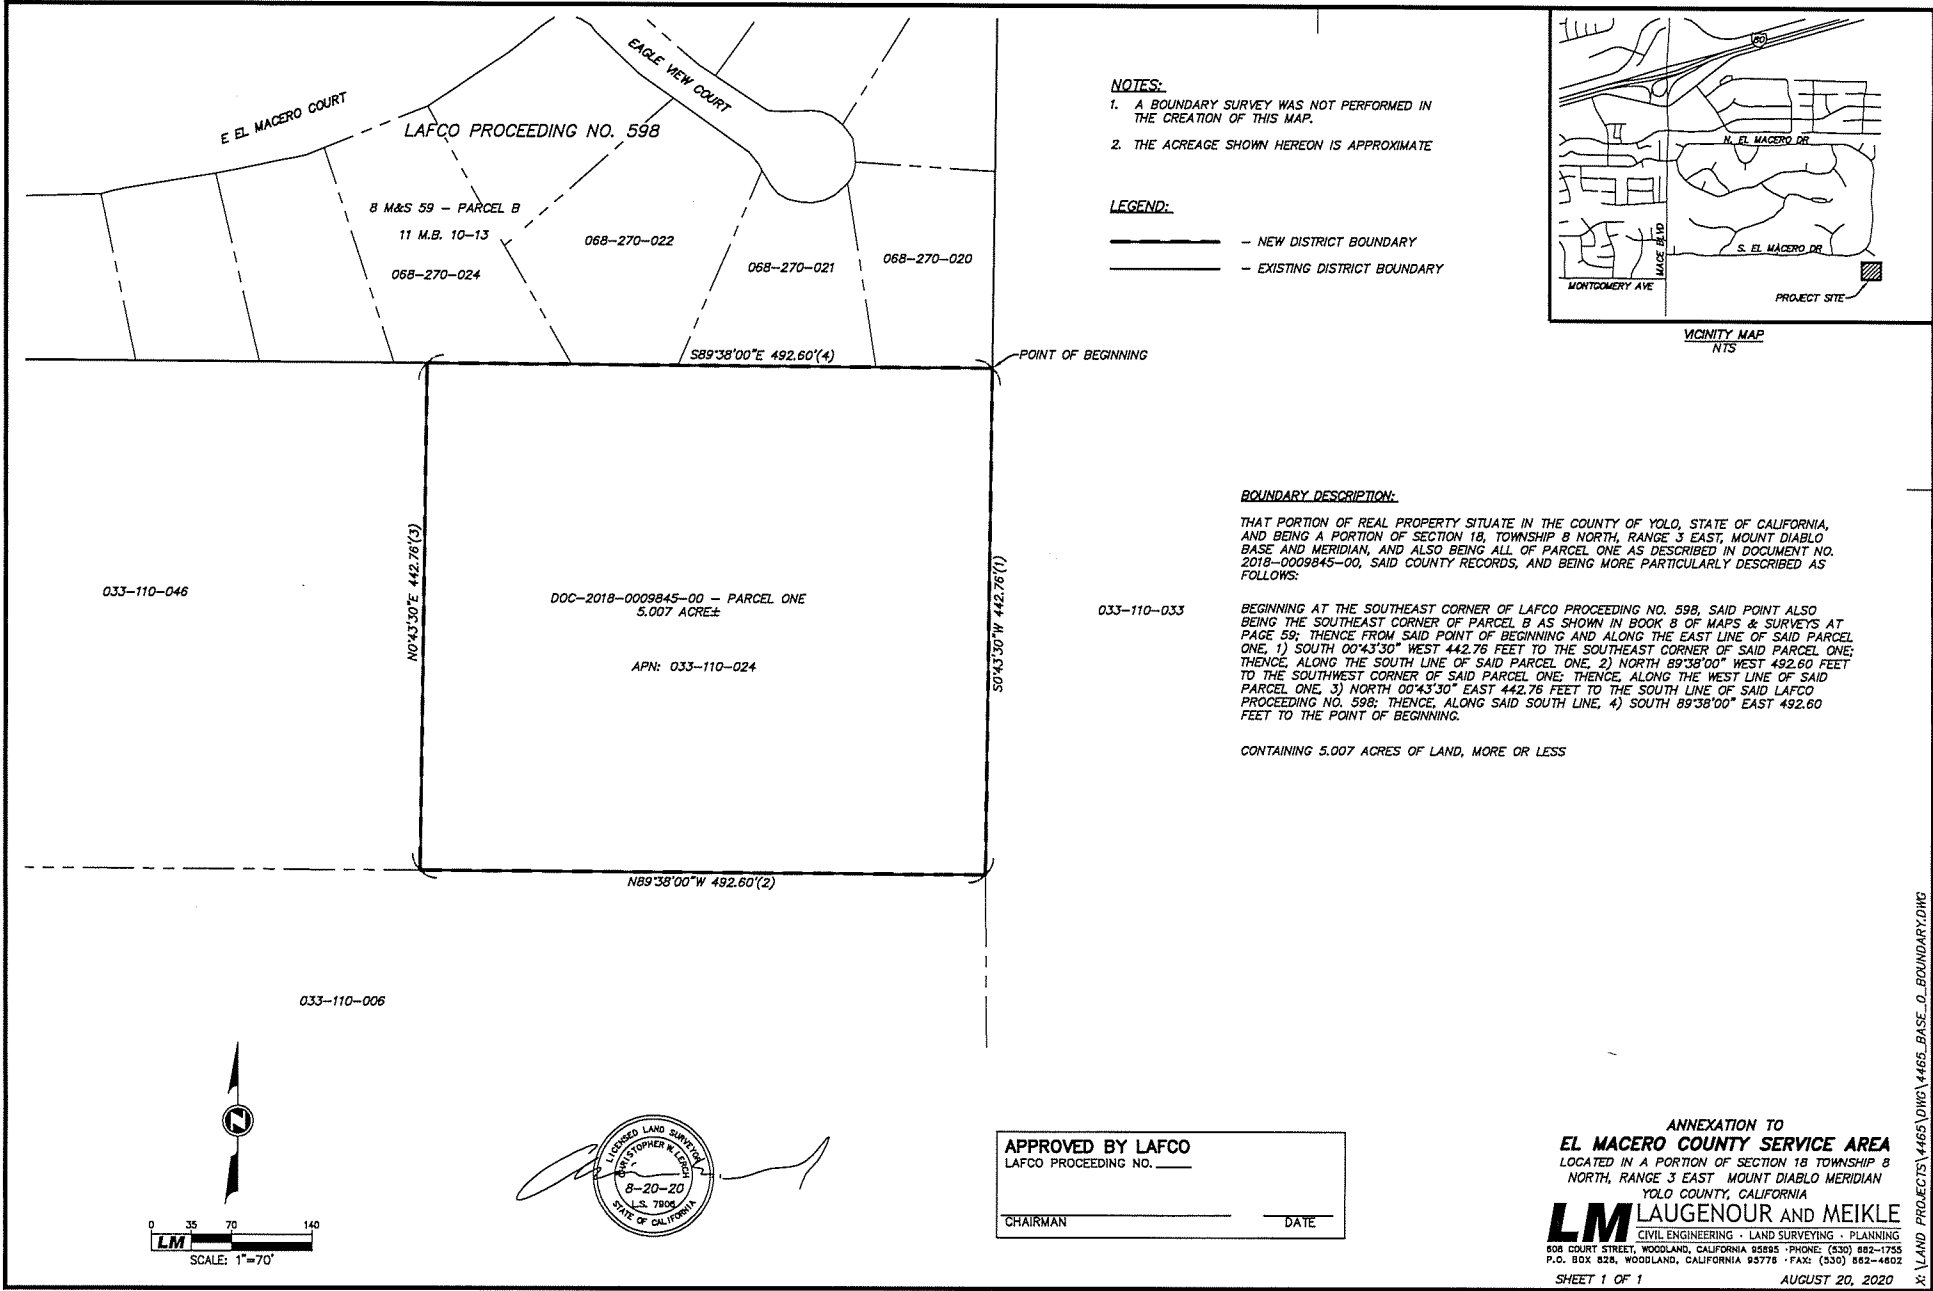 E EL MACERO COURT
EAGLE VIEW COURT
LAFCO PROCEEDING NO. 598
8 M&S 59 - PARCEL B
11 M.B. 10-13
068-270-024
068-270-022
068-270-021
068-270-020
S89°38'00"E 492.60'(4)
POINT OF BEGINNING
NOTES:
1. A BOUNDARY SURVEY WAS NOT PERFORMED IN
THE CREATION OF THIS MAP.
2. THE ACREAGE SHOWN HEREON IS APPROXIMATE
LEGEND:
- NEW DISTRICT BOUNDARY
- EXISTING DISTRICT BOUNDARY
80
N. EL MACERO DR
MACE BLVD
S. EL MACERO DR
MONTGOMERY AVE
PROJECT SITE
VICINITY MAP
NTS
033-110-046
N0°43'30"E 442.76'(3)
DOC-2018-0009845-00 - PARCEL ONE
5.007 ACRE±
APN: 033-110-024
S0°43'30"W 442.76'(1)
033-110-033
N89°38'00"W 492.60'(2)
033-110-006
BOUNDARY DESCRIPTION:
THAT PORTION OF REAL PROPERTY SITUATE IN THE COUNTY OF YOLO, STATE OF CALIFORNIA,
AND BEING A PORTION OF SECTION 18, TOWNSHIP 8 NORTH, RANGE 3 EAST, MOUNT DIABLO
BASE AND MERIDIAN, AND ALSO BEING ALL OF PARCEL ONE AS DESCRIBED IN DOCUMENT NO.
2018-0009845-00, SAID COUNTY RECORDS, AND BEING MORE PARTICULARLY DESCRIBED AS
FOLLOWS:
BEGINNING AT THE SOUTHEAST CORNER OF LAFCO PROCEEDING NO. 598, SAID POINT ALSO
BEING THE SOUTHEAST CORNER OF PARCEL B AS SHOWN IN BOOK 8 OF MAPS & SURVEYS AT
PAGE 59; THENCE FROM SAID POINT OF BEGINNING AND ALONG THE EAST LINE OF SAID PARCEL
ONE, 1) SOUTH 00°43'30" WEST 442.76 FEET TO THE SOUTHEAST CORNER OF SAID PARCEL ONE;
THENCE, ALONG THE SOUTH LINE OF SAID PARCEL ONE, 2) NORTH 89°38'00" WEST 492.60 FEET
TO THE SOUTHWEST CORNER OF SAID PARCEL ONE; THENCE, ALONG THE WEST LINE OF SAID
PARCEL ONE, 3) NORTH 00°43'30" EAST 442.76 FEET TO THE SOUTH LINE OF SAID LAFCO
PROCEEDING NO. 598; THENCE, ALONG SAID SOUTH LINE, 4) SOUTH 89°38'00" EAST 492.60
FEET TO THE POINT OF BEGINNING.
CONTAINING 5.007 ACRES OF LAND, MORE OR LESS
N
0 35 70 140
LM
SCALE: 1"=70'
LICENSED LAND SURVEYOR
CHRISTOPHER W. LERCH
8-20-20
L.S. 7906
STATE OF CALIFORNIA
APPROVED BY LAFCO
LAFCO PROCEEDING NO. ____
CHAIRMAN DATE
ANNEXATION TO
EL MACERO COUNTY SERVICE AREA
LOCATED IN A PORTION OF SECTION 18 TOWNSHIP 8
NORTH, RANGE 3 EAST MOUNT DIABLO MERIDIAN
YOLO COUNTY, CALIFORNIA
LM LAUGENOUR AND MEIKLE
CIVIL ENGINEERING · LAND SURVEYING · PLANNING
608 COURT STREET, WOODLAND, CALIFORNIA 95695 · PHONE: (530) 662-1755
P.O. BOX 828, WOODLAND, CALIFORNIA 95776 · FAX: (530) 662-4602
SHEET 1 OF 1 AUGUST 20, 2020
X:\LAND PROJECTS\4465\DWG\4465_BASE_0_BOUNDARY.DWG